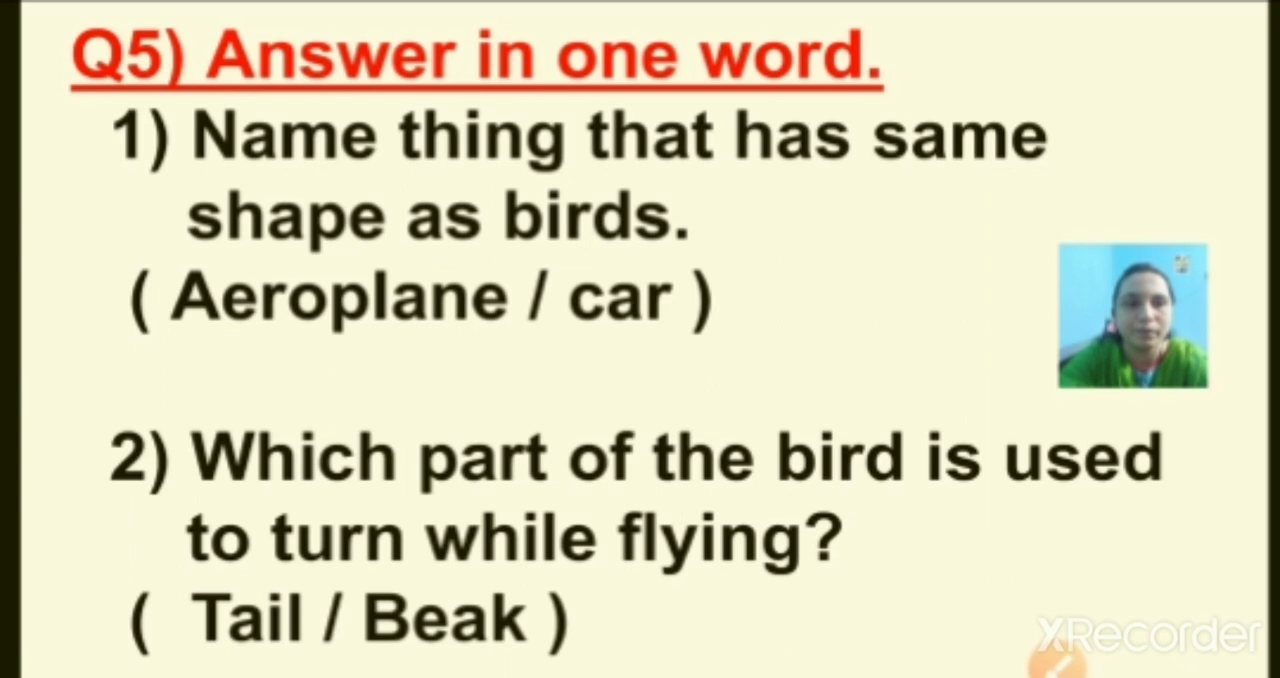 Q5) Answer in one word.
1) Name thing that has same
shape as birds.
( Aeroplane / car )
2) Which part of the bird is used
to turn while flying?
( Tail / Beak )
XRecorder